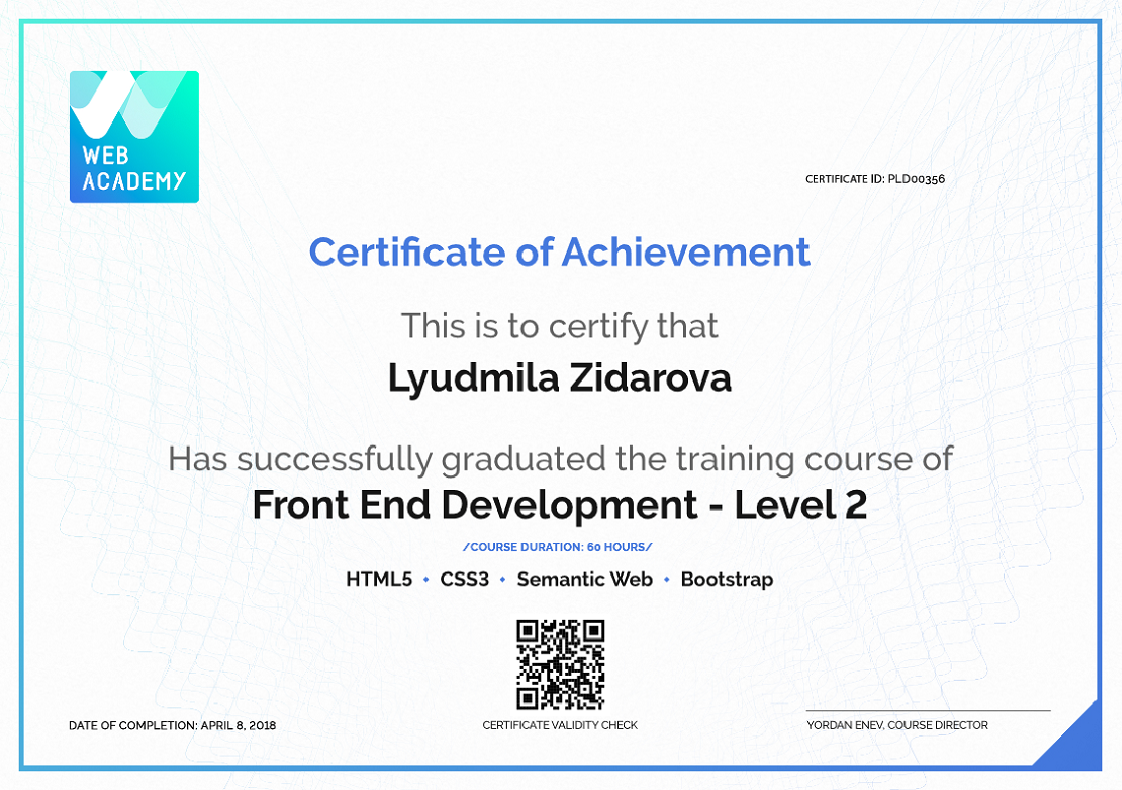 WEB
ACADEMY
CERTIFICATE ID: PLD00356
Certificate of Achievement
This is to certify that
Lyudmila Zidarova
Has successfully graduated the training course of
Front End Development - Level 2
/COURSE DURATION: 60 HOURS/
HTML5 • CSS3 • Semantic Web • Bootstrap
DATE OF COMPLETION: APRIL 8, 2018
CERTIFICATE VALIDITY CHECK
YORDAN ENEV, COURSE DIRECTOR